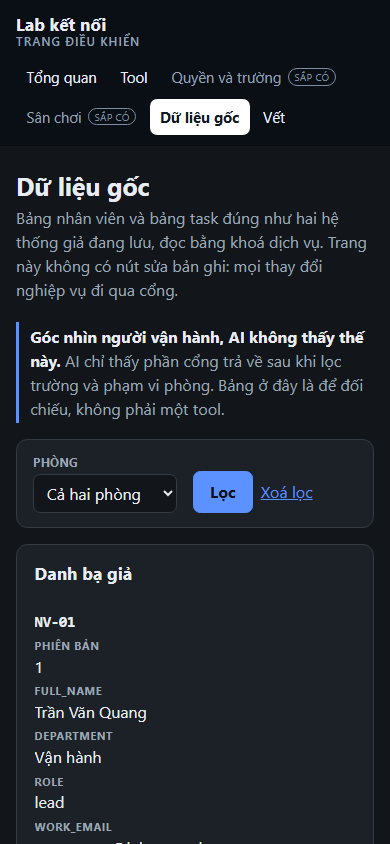 Lab kết nối
TRANG ĐIỀU KHIỂN
Tổng quan Tool Quyền và trường SẮP CÓ
Sân chơi SẮP CÓ Dữ liệu gốc Vết
Dữ liệu gốc
Bảng nhân viên và bảng task đúng như hai hệ
thống giả đang lưu, đọc bằng khoá dịch vụ. Trang
này không có nút sửa bản ghi: mọi thay đổi
nghiệp vụ đi qua cổng.
Góc nhìn người vận hành, AI không thấy thế
này. AI chỉ thấy phần cổng trả về sau khi lọc
trường và phạm vi phòng. Bảng ở đây là để đối
chiếu, không phải một tool.
PHÒNG
Cả hai phòng Lọc Xoá lọc
Danh bạ giả
NV-01
PHIÊN BẢN
1
FULL_NAME
Trần Văn Quang
DEPARTMENT
Vận hành
ROLE
lead
WORK_EMAIL